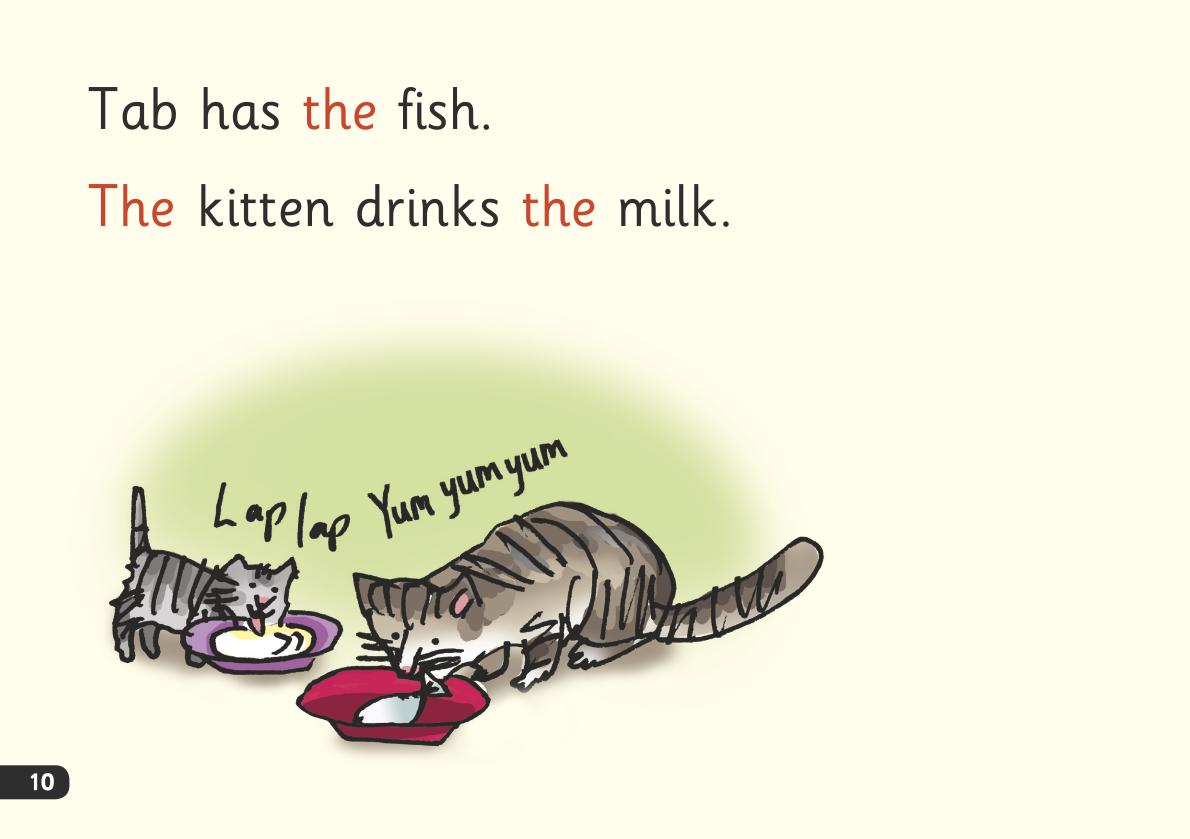 Tab has the fish.
The kitten drinks the milk.
Lap lap Yum yum yum
10